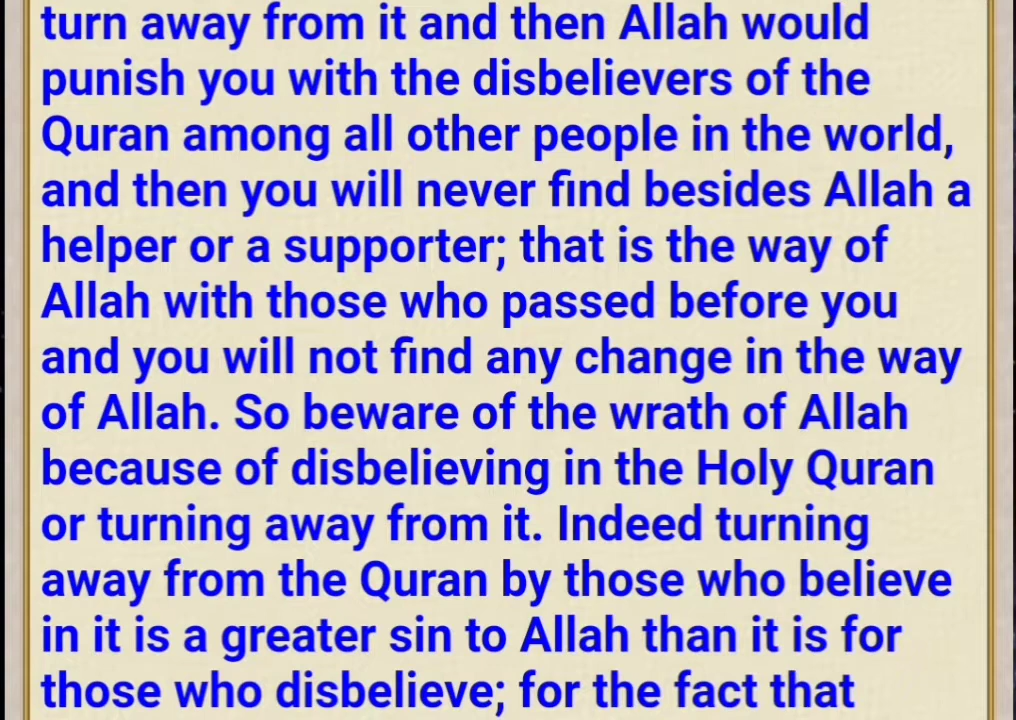 turn away from it and then Allah would
punish you with the disbelievers of the
Quran among all other people in the world,
and then you will never find besides Allah a
helper or a supporter; that is the way of
Allah with those who passed before you
and you will not find any change in the way
of Allah. So beware of the wrath of Allah
because of disbelieving in the Holy Quran
or turning away from it. Indeed turning
away from the Quran by those who believe
in it is a greater sin to Allah than it is for
those who disbelieve; for the fact that